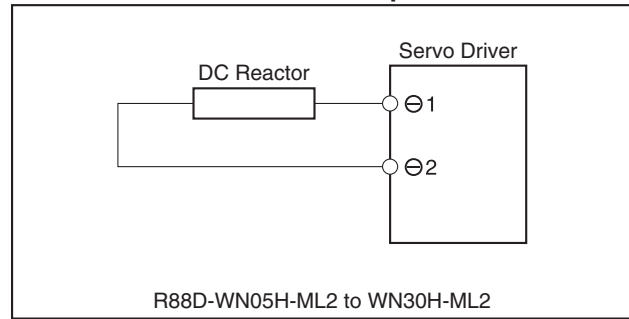 Servo Driver
DC Reactor
⊖1
⊖2
R88D-WN05H-ML2 to WN30H-ML2